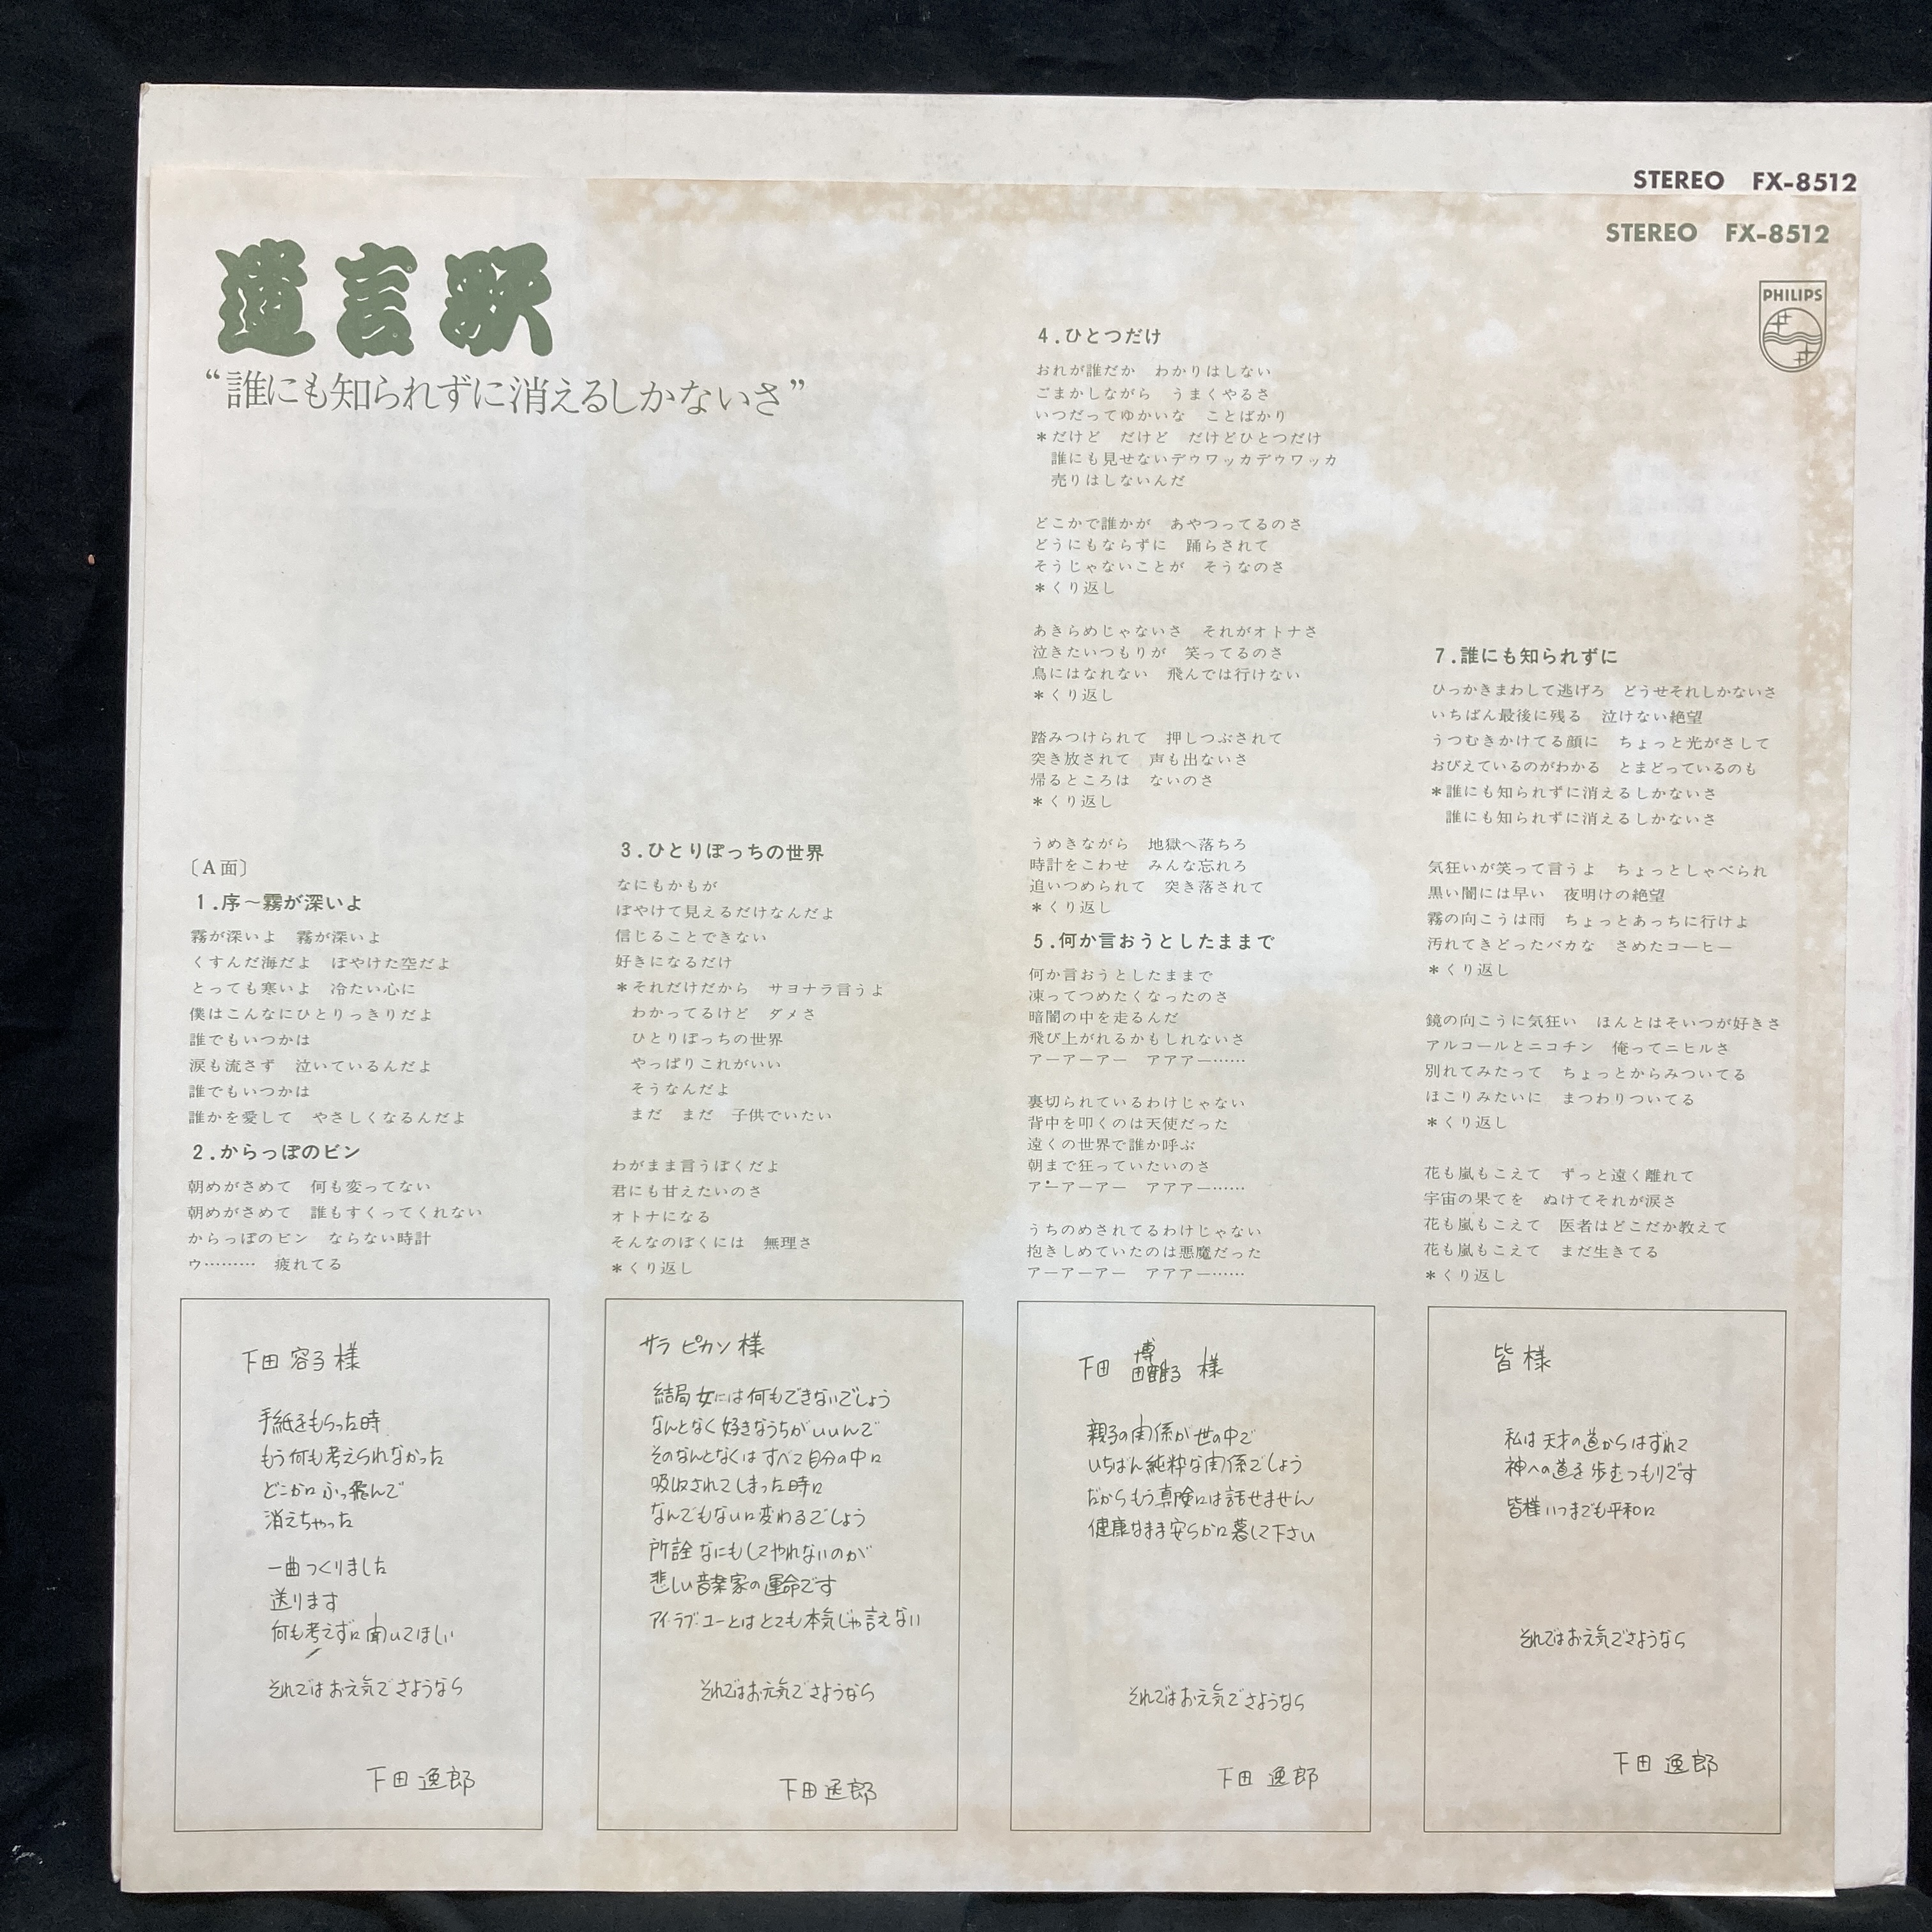 STEREO FX-8512
STEREO FX-8512
PHILIPS
遺言歌
“誰にも知られずに消えるしかないさ”
〔A面〕
1.序〜霧が深いよ
霧が深いよ　霧が深いよ
くすんだ海だよ　ぼやけた空だよ
とっても寒いよ　冷たい心に
僕はこんなにひとりっきりだよ
誰でもいつかは
涙も流さず　泣いているんだよ
誰でもいつかは
誰かを愛して　やさしくなるんだよ
2.からっぽのビン
朝めがさめて　何も変ってない
朝めがさめて　誰もすくってくれない
からっぽのビン　ならない時計
ウ………　疲れてる
3.ひとりぽっちの世界
なにもかもが
ぼやけて見えるだけなんだよ
信じることできない
好きになるだけ
＊それだけだから　サヨナラ言うよ
わかってるけど　ダメさ
ひとりぽっちの世界
やっぱりこれがいい
そうなんだよ
まだ　まだ　子供でいたい
わがまま言うぼくだよ
君にも甘えたいのさ
オトナになる
そんなのぼくには　無理さ
＊くり返し
4.ひとつだけ
おれが誰だか　わかりはしない
ごまかしながら　うまくやるさ
いつだってゆかいな　ことばかり
＊だけど　だけど　だけどひとつだけ
誰にも見せないデゥワッカデゥワッカ
売りはしないんだ
どこかで誰かが　あやつってるのさ
どうにもならずに　踊らされて
そうじゃないことが　そうなのさ
＊くり返し
あきらめじゃないさ　それがオトナさ
泣きたいつもりが　笑ってるのさ
鳥にはなれない　飛んでは行けない
＊くり返し
踏みつけられて　押しつぶされて
突き放されて　声も出ないさ
帰るところは　ないのさ
＊くり返し
うめきながら　地獄へ落ちろ
時計をこわせ　みんな忘れろ
追いつめられて　突き落されて
＊くり返し
5.何か言おうとしたままで
何か言おうとしたままで
凍ってつめたくなったのさ
暗闇の中を走るんだ
飛び上がれるかもしれないさ
アーアーアー　アアアー……
裏切られているわけじゃない
背中を叩くのは天使だった
遠くの世界で誰か呼ぶ
朝まで狂っていたいのさ
アーアーアー　アアアー……
うちのめされてるわけじゃない
抱きしめていたのは悪魔だった
アーアーアー　アアアー……
7.誰にも知られずに
ひっかきまわして逃げろ　どうせそれしかないさ
いちばん最後に残る　泣けない絶望
うつむきかけてる顔に　ちょっと光がさして
おびえているのがわかる　とまどっているのも
＊誰にも知られずに消えるしかないさ
誰にも知られずに消えるしかないさ
気狂いが笑って言うよ　ちょっとしゃべられ
黒い闇には早い　夜明けの絶望
霧の向こうは雨　ちょっとあっちに行けよ
汚れてきどったバカな　さめたコーヒー
＊くり返し
鏡の向こうに気狂い　ほんとはそいつが好きさ
アルコールとニコチン　俺ってニヒルさ
別れてみたって　ちょっとからみついてる
ほこりみたいに　まつわりついてる
＊くり返し
花も嵐もこえて　ずっと遠く離れて
宇宙の果てを　ぬけてそれが涙さ
花も嵐もこえて　医者はどこだか教えて
花も嵐もこえて　まだ生きてる
＊くり返し
下田 容子 様
手紙をもらった時
もう何も考えられなかった
どこかにふっ飛んで
消えちゃった
一曲つくりました
送ります
何も考えずに聞いてほしい
それではお元気でさようなら
下田 逸郎
サラ ピカン 様
結局女には何もできないでしょう
なんとなく好きなうちがいいんで
そのなんとなくはすべて自分の中に
吸収されてしまった時に
なんでもないに変わるでしょう
所詮なにもしてやれないのが
悲しい音楽家の運命です
アイ・ラブ・ユーとはとても本気じゃ言えない
それではお元気でさようなら
下田 逸郎
下田 博 田鶴子 様
親子の関係が世の中で
いちばん純粋な関係でしょう
だからもう真険には話せません
健康なまま安らかに暮して下さい
それではお元気でさようなら
下田 逸郎
皆様
私は天才の道からはずれて
神への道を歩むつもりです
皆様いつまでも平和に
それではお元気でさようなら
下田 逸郎